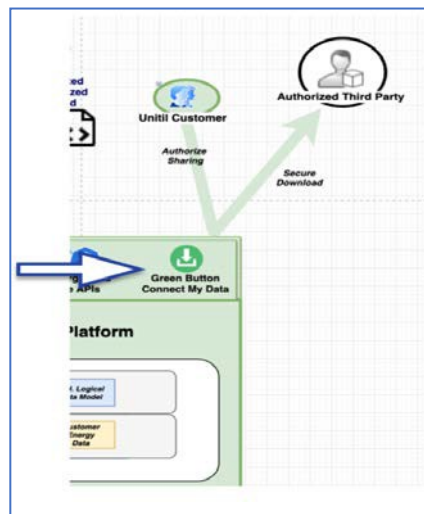 Authorized Third Party
Unitil Customer
Authorize
Sharing
Secure
Download
Green Button
Connect My Data
APIs
Platform
Logical
Model
Energy
Data